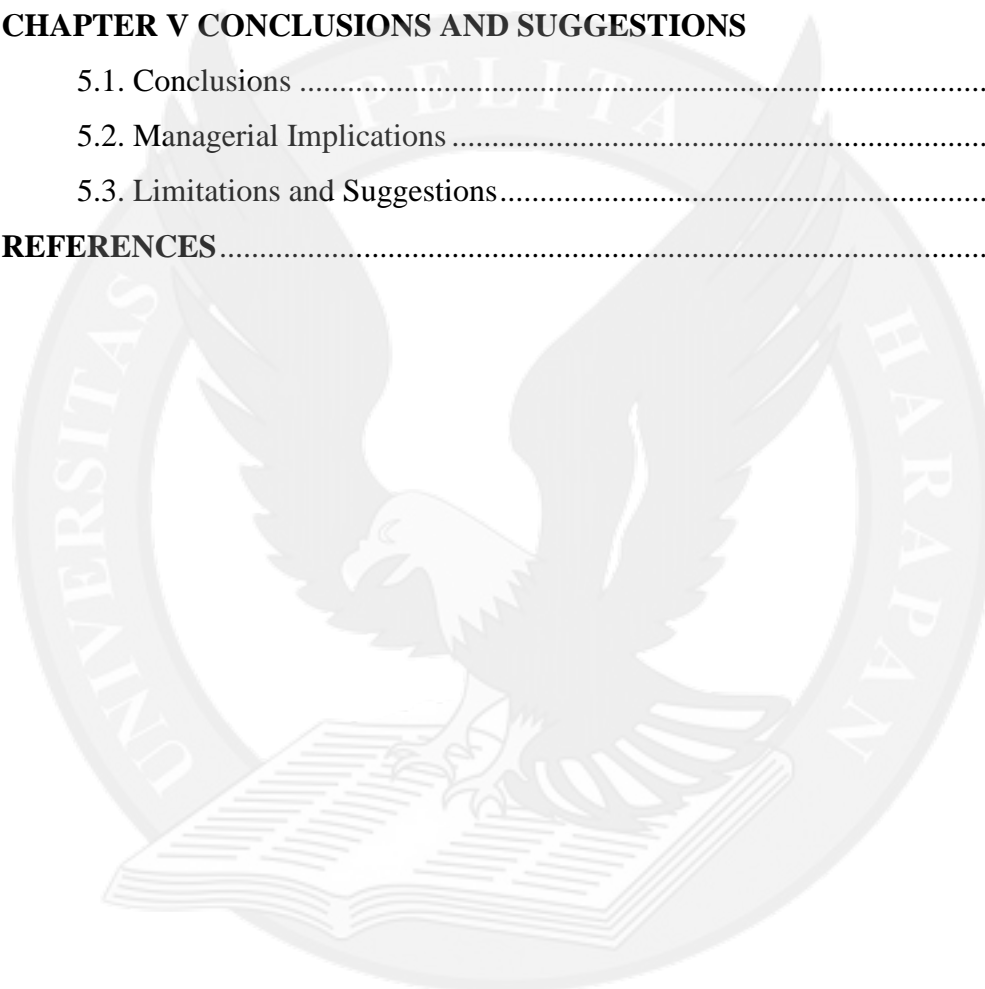 CHAPTER V CONCLUSIONS AND SUGGESTIONS
5.1. Conclusions ........................................................................................
5.2. Managerial Implications ...................................................................
5.3. Limitations and Suggestions.............................................................
REFERENCES................................................................................................
UNIVERSITAS PELITA HARAPAN